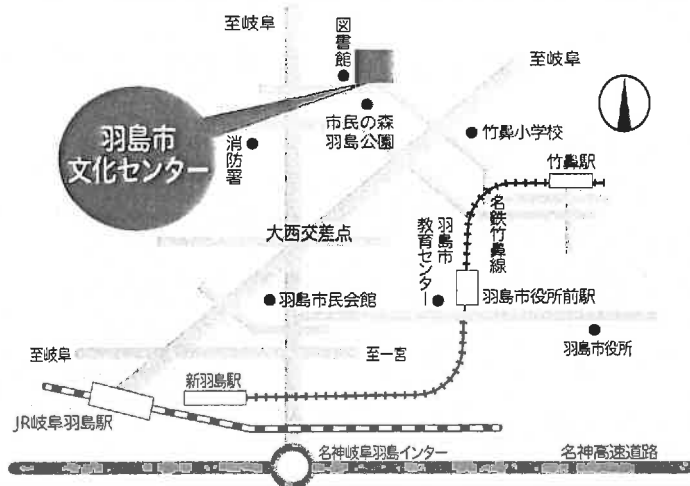 至岐阜
図書館
至岐阜
羽島市
文化センター
消防署
市民の森
羽島公園
竹鼻小学校
竹鼻駅
名鉄竹鼻線
大西交差点
羽島市
教育センター
羽島市民会館
羽島市役所前駅
羽島市役所
至岐阜
至一宮
新羽島駅
JR岐阜羽島駅
名神岐阜羽島インター
名神高速道路